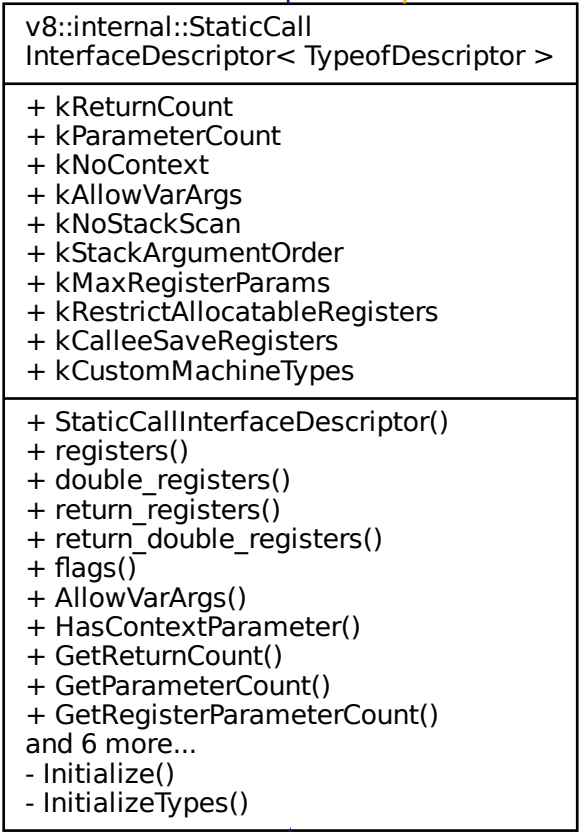 v8::internal::StaticCall
InterfaceDescriptor< TypeofDescriptor >
+ kReturnCount
+ kParameterCount
+ kNoContext
+ kAllowVarArgs
+ kNoStackScan
+ kStackArgumentOrder
+ kMaxRegisterParams
+ kRestrictAllocatableRegisters
+ kCalleeSaveRegisters
+ kCustomMachineTypes
+ StaticCallInterfaceDescriptor()
+ registers()
+ double_registers()
+ return_registers()
+ return_double_registers()
+ flags()
+ AllowVarArgs()
+ HasContextParameter()
+ GetReturnCount()
+ GetParameterCount()
+ GetRegisterParameterCount()
and 6 more...
- Initialize()
- InitializeTypes()